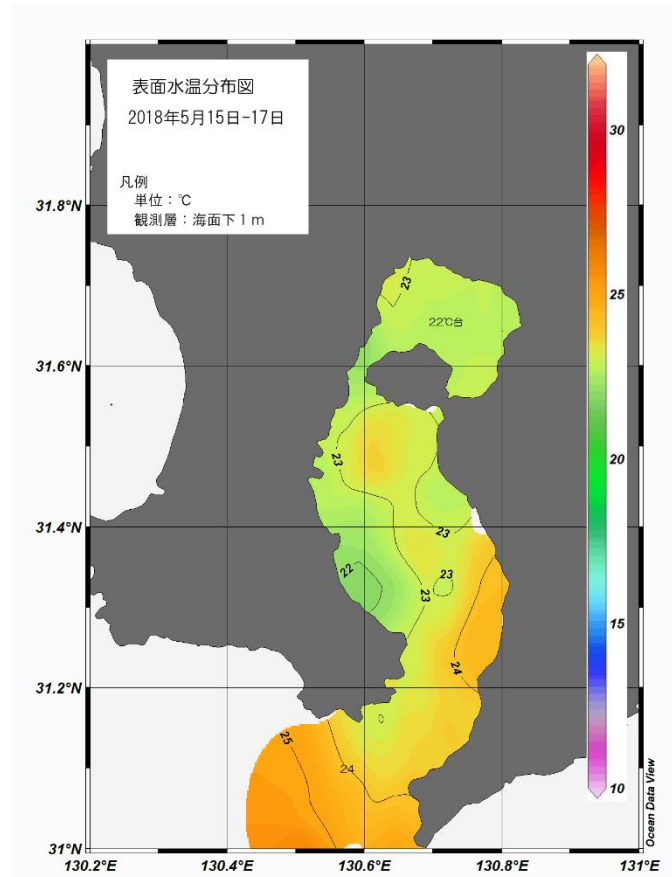 表面水温分布図
2018年5月15日-17日
凡例
単位：℃
観測層：海面下1m
30
25
20
15
10
31.8°N
31.6°N
31.4°N
31.2°N
31°N
23
22℃台
23
23
22
23
23
24
25
24
130.2°E
130.4°E
130.6°E
130.8°E
131°E
Ocean Data View